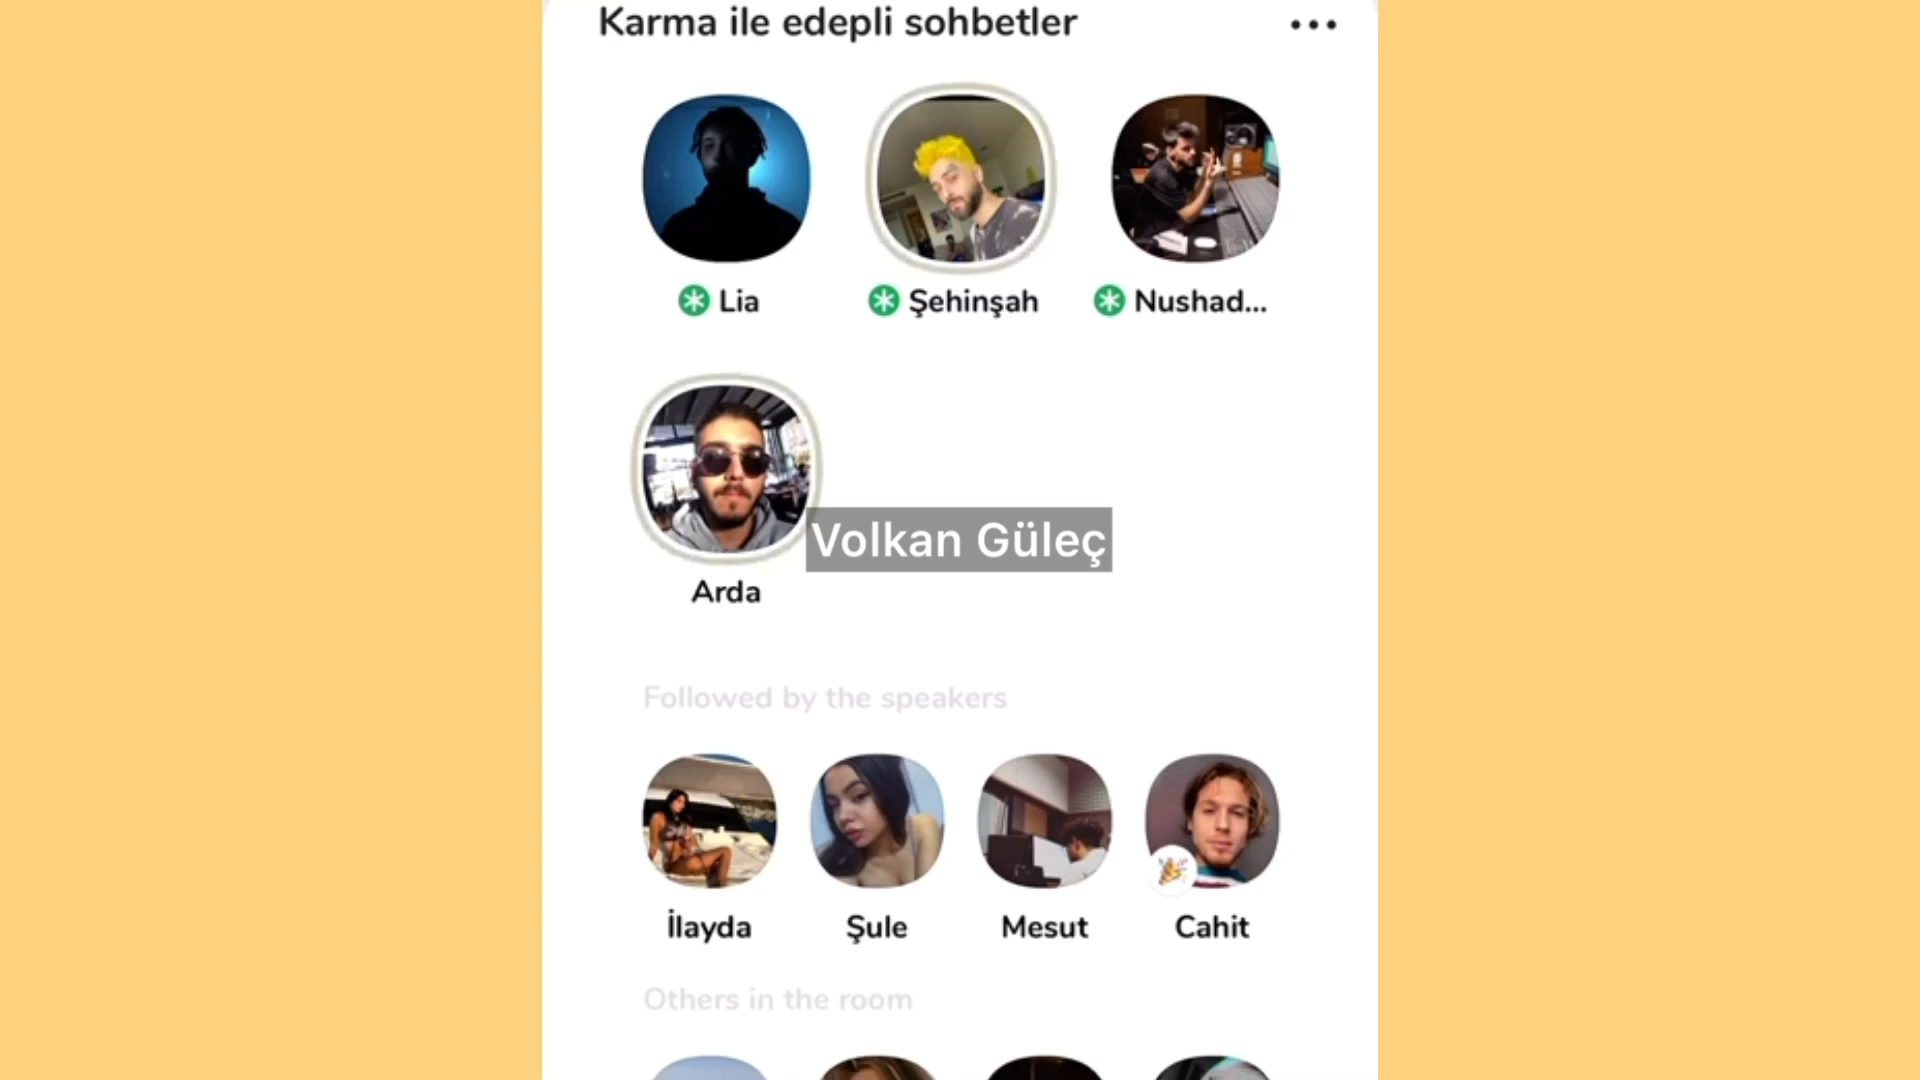 Karma ile edepli sohbetler
Lia
Şehinşah
Nushad...
Arda
Volkan Güleç
Followed by the speakers
İlayda
Şule
Mesut
Cahit
Others in the room